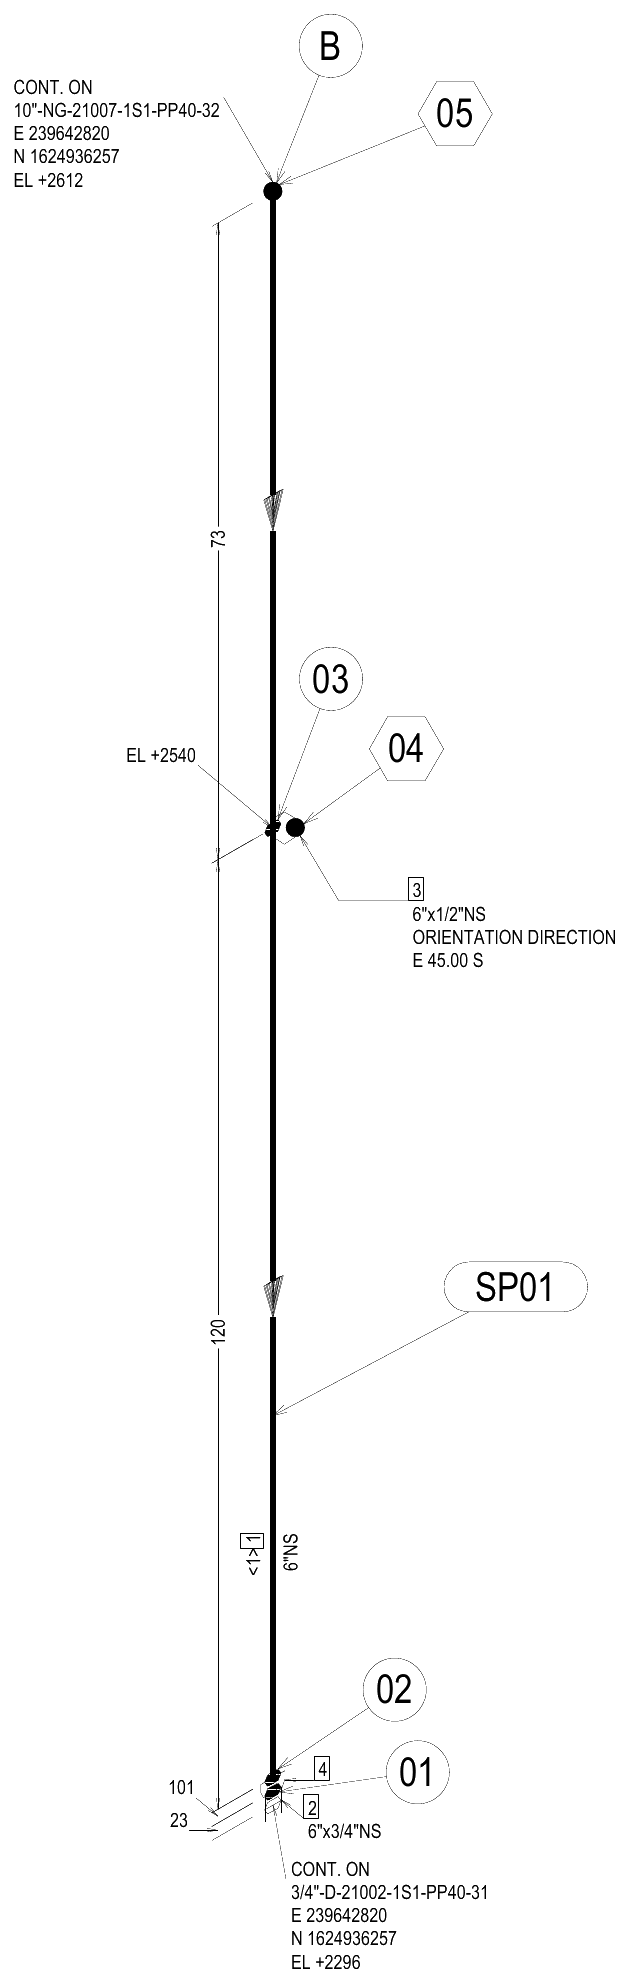 B
CONT. ON
10"-NG-21007-1S1-PP40-32
E 239642820
N 1624936257
EL +2612
05
73
03
EL +2540
04
3
6"x1/2"NS
ORIENTATION DIRECTION
E 45.00 S
SP01
120
<1> 1
6"NS
02
4
01
101
2
23
6"x3/4"NS
CONT. ON
3/4"-D-21002-1S1-PP40-31
E 239642820
N 1624936257
EL +2296